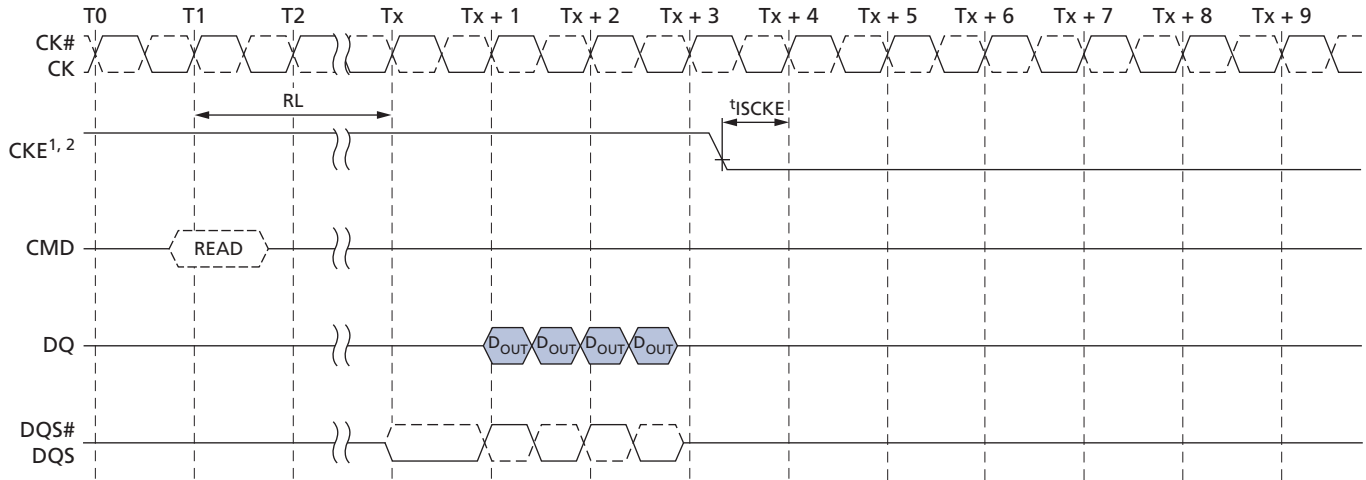 T0 T1 T2 Tx Tx + 1 Tx + 2 Tx + 3 Tx + 4 Tx + 5 Tx + 6 Tx + 7 Tx + 8 Tx + 9
CK#
CK
RL
tISCKE
CKE1, 2
CMD READ
DQ DOUT DOUT DOUT DOUT
DQS#
DQS